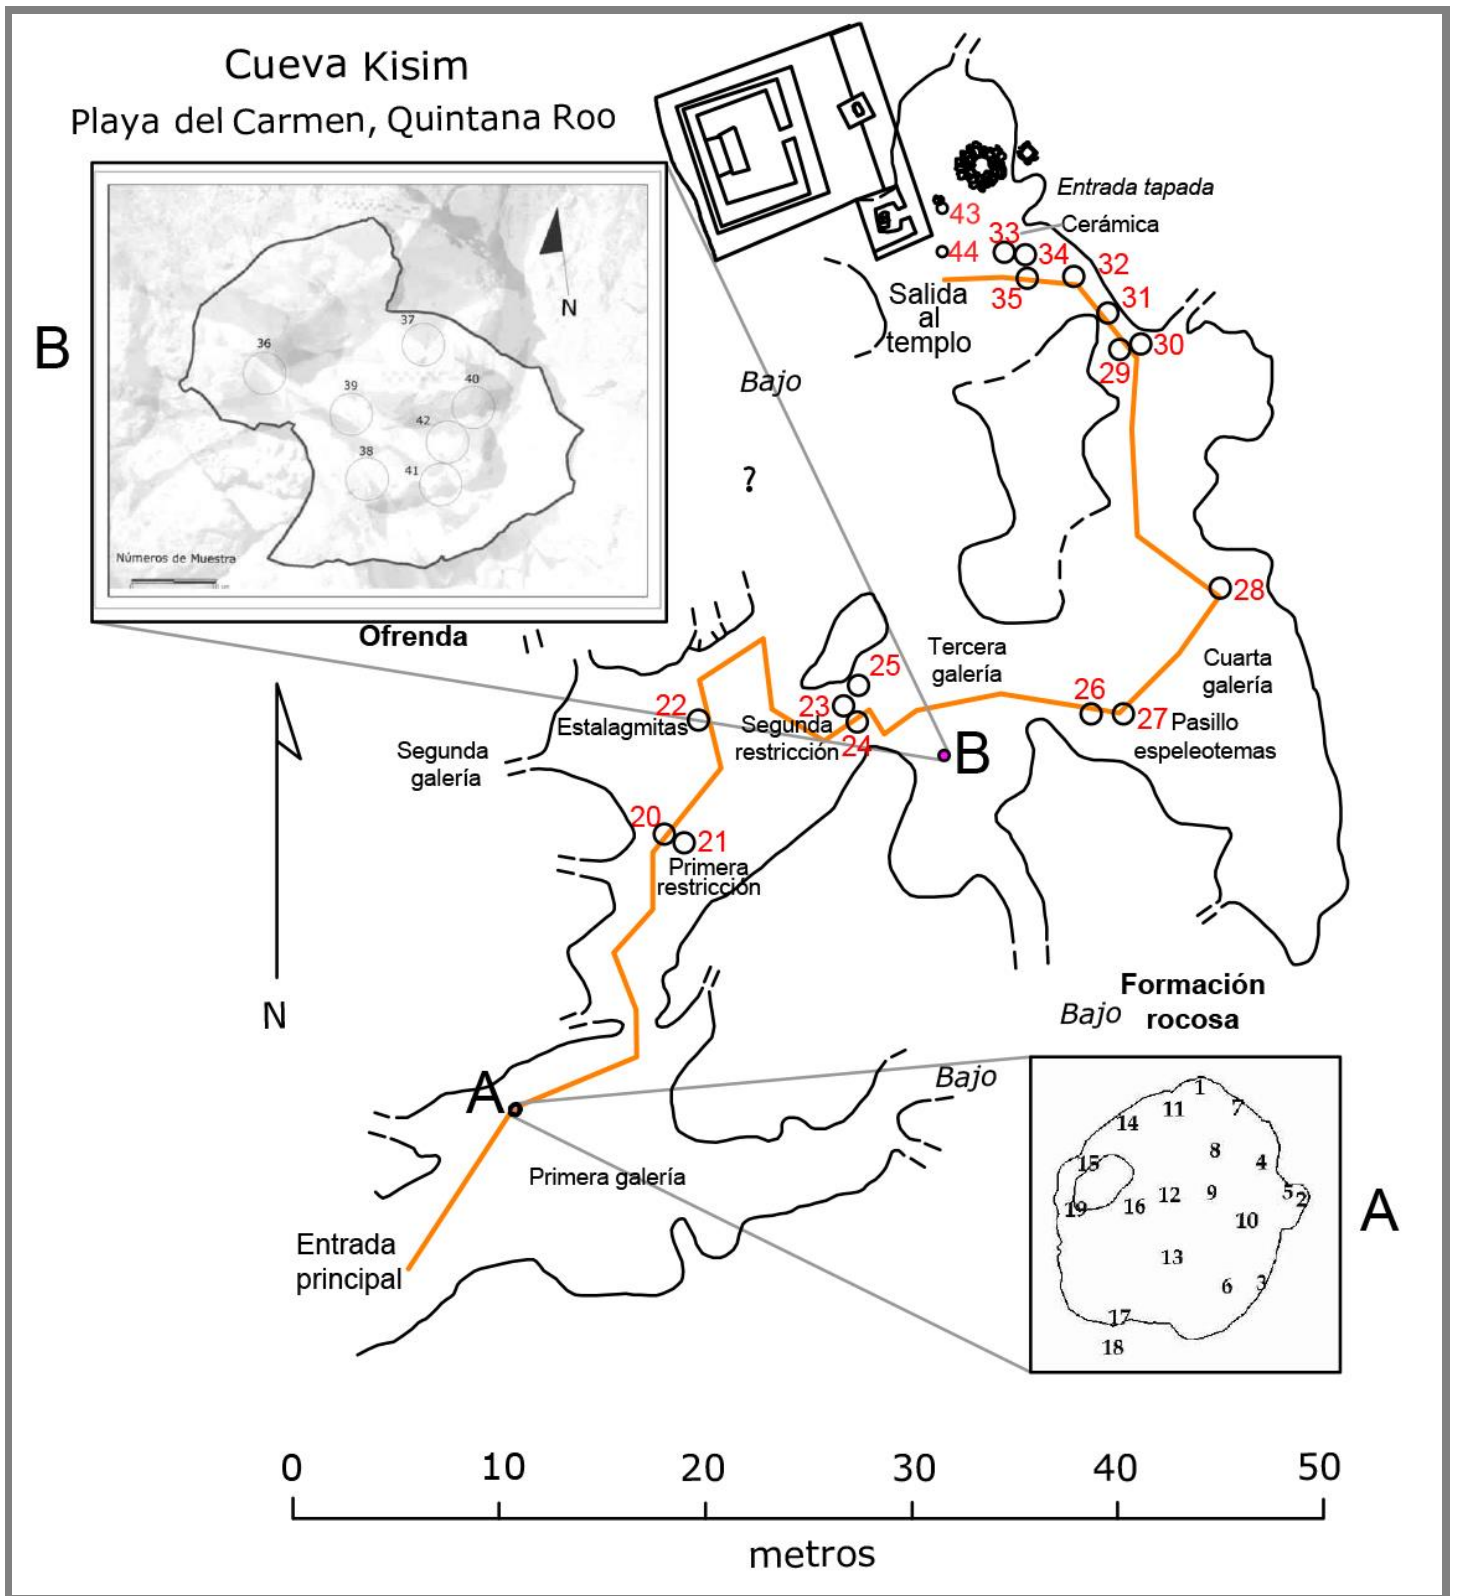 Cueva Kisim
Playa del Carmen, Quintana Roo
B
36
37
39
40
42
38
41
N
Números de Muestra
Ofrenda
Entrada tapada
Cerámica
43
33
44
34
32
35
31
30
29
Salida
al
templo
Bajo
?
28
Tercera
galería
Cuarta
galería
25
23
24
22
Estalagmitas
Segunda
restricción
26
27
Pasillo
espeleotemas
B
Segunda
galería
20
21
Primera
restricción
N
Formación
rocosa
Bajo
Bajo
A
Primera galería
Entrada
principal
1
11
7
14
8
4
15
12
9
5
2
19
16
10
13
6
3
17
18
A
0 10 20 30 40 50
metros